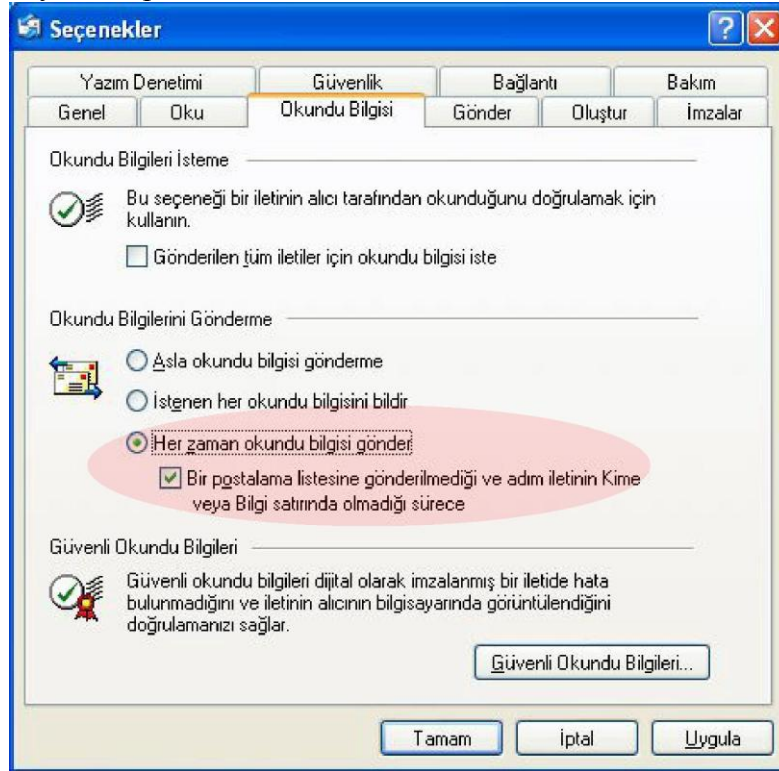 Seçenekler
Yazım Denetimi Güvenlik Bağlantı Bakım
Genel Oku Okundu Bilgisi Gönder Oluştur İmzalar
Okundu Bilgileri İsteme
Bu seçeneği bir iletinin alıcı tarafından okunduğunu doğrulamak için
kullanın.
Gönderilen tüm iletiler için okundu bilgisi iste
Okundu Bilgilerini Gönderme
Asla okundu bilgisi gönderme
İstenen her okundu bilgisini bildir
Her zaman okundu bilgisi gönder
Bir postalama listesine gönderilmediği ve adım iletinin Kime
veya Bilgi satırında olmadığı sürece
Güvenli Okundu Bilgileri
Güvenli okundu bilgileri dijital olarak imzalanmış bir iletide hata
bulunmadığını ve iletinin alıcının bilgisayarında görüntülendiğini
doğrulamanızı sağlar.
Güvenli Okundu Bilgileri...
Tamam İptal Uygula